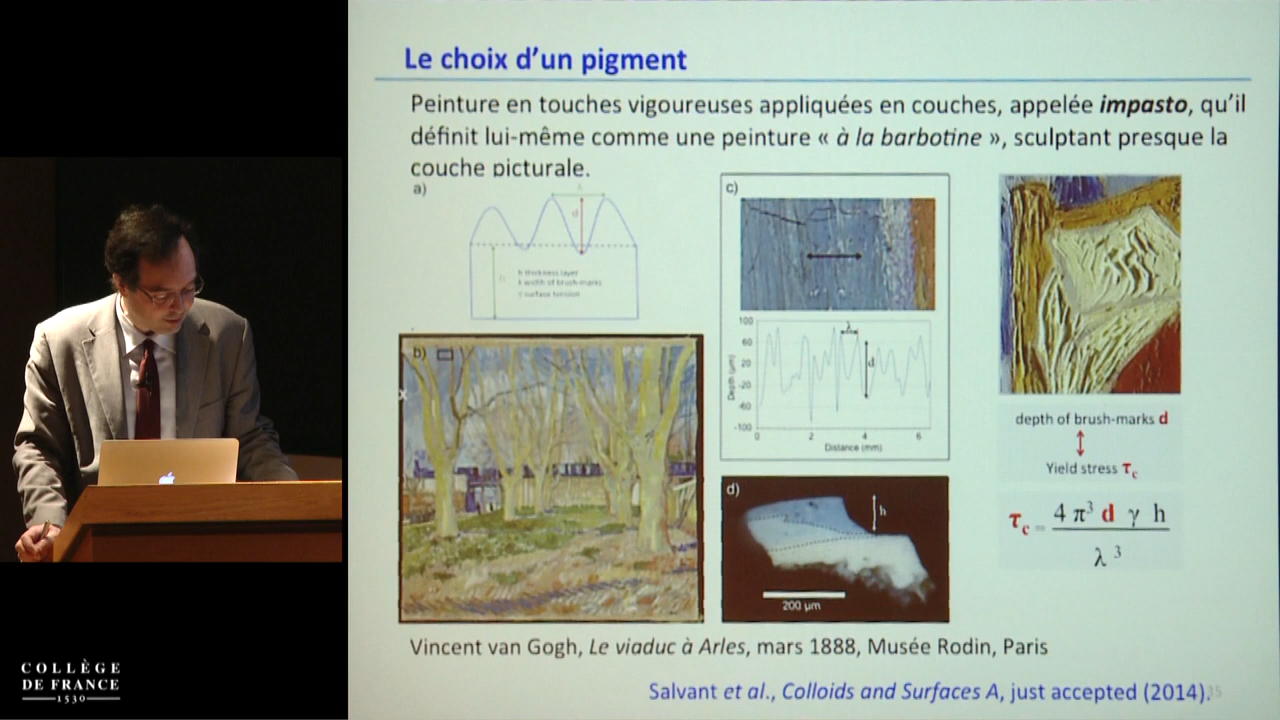 Le choix d'un pigment
Peinture en touches vigoureuses appliquées en couches, appelée impasto, qu'il
définit lui-même comme une peinture « à la barbotine », sculptant presque la
couche picturale.
a)
λ
d
h
h thickness layer
λ width of brush-marks
γ surface tension
b)
c)
100
60
20
-20
-60
-100
Depth (µm)
λ
d
0
2
4
6
Distance (mm)
d)
h
200 µm
depth of brush-marks d
Yield stress τc
τc = 4 π³ d γ h
λ ³
Vincent van Gogh, Le viaduc à Arles, mars 1888, Musée Rodin, Paris
Salvant et al., Colloids and Surfaces A, just accepted (2014).
35
COLLÈGE
DE FRANCE
1530